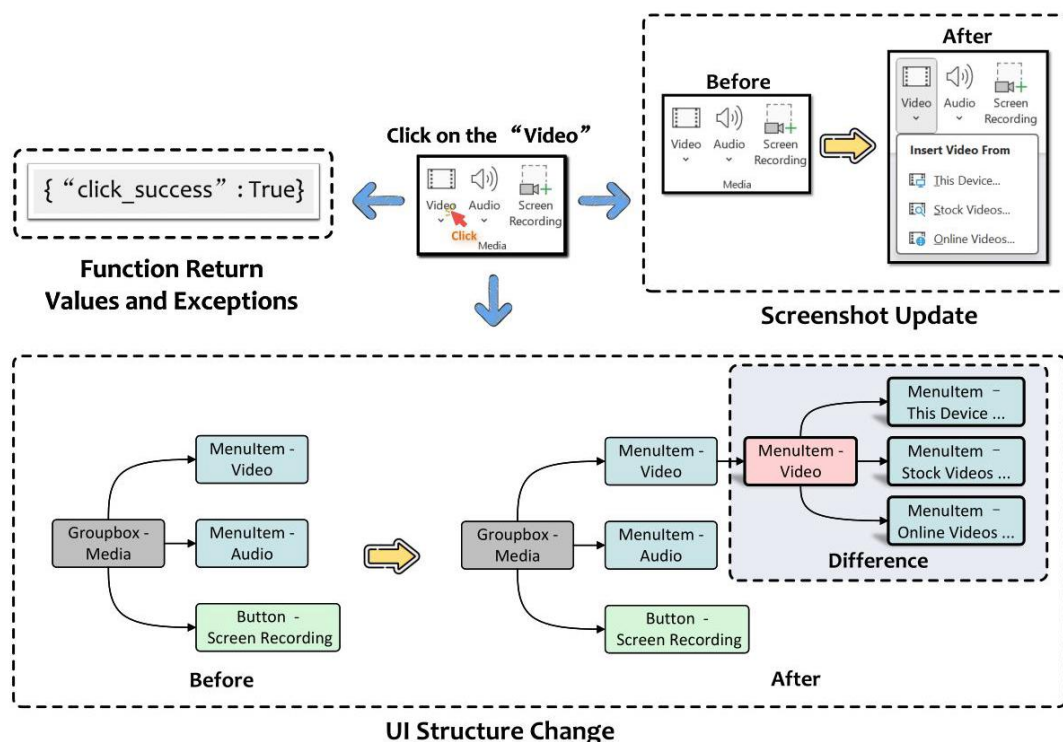 Click on the “Video”
Video
Audio
Screen
Recording
Click
Media
{ “click_success” : True}
Function Return
Values and Exceptions
Before
Video
Audio
Screen
Recording
Media
After
Video
Audio
Screen
Recording
Insert Video From
This Device...
Stock Videos...
Online Videos...
Screenshot Update
Groupbox -
Media
MenuItem -
Video
MenuItem -
Audio
Button -
Screen Recording
Before
Groupbox -
Media
MenuItem -
Video
MenuItem -
Audio
Button -
Screen Recording
MenuItem -
Video
MenuItem –
This Device ...
MenuItem –
Stock Videos ...
MenuItem –
Online Videos ...
Difference
After
UI Structure Change